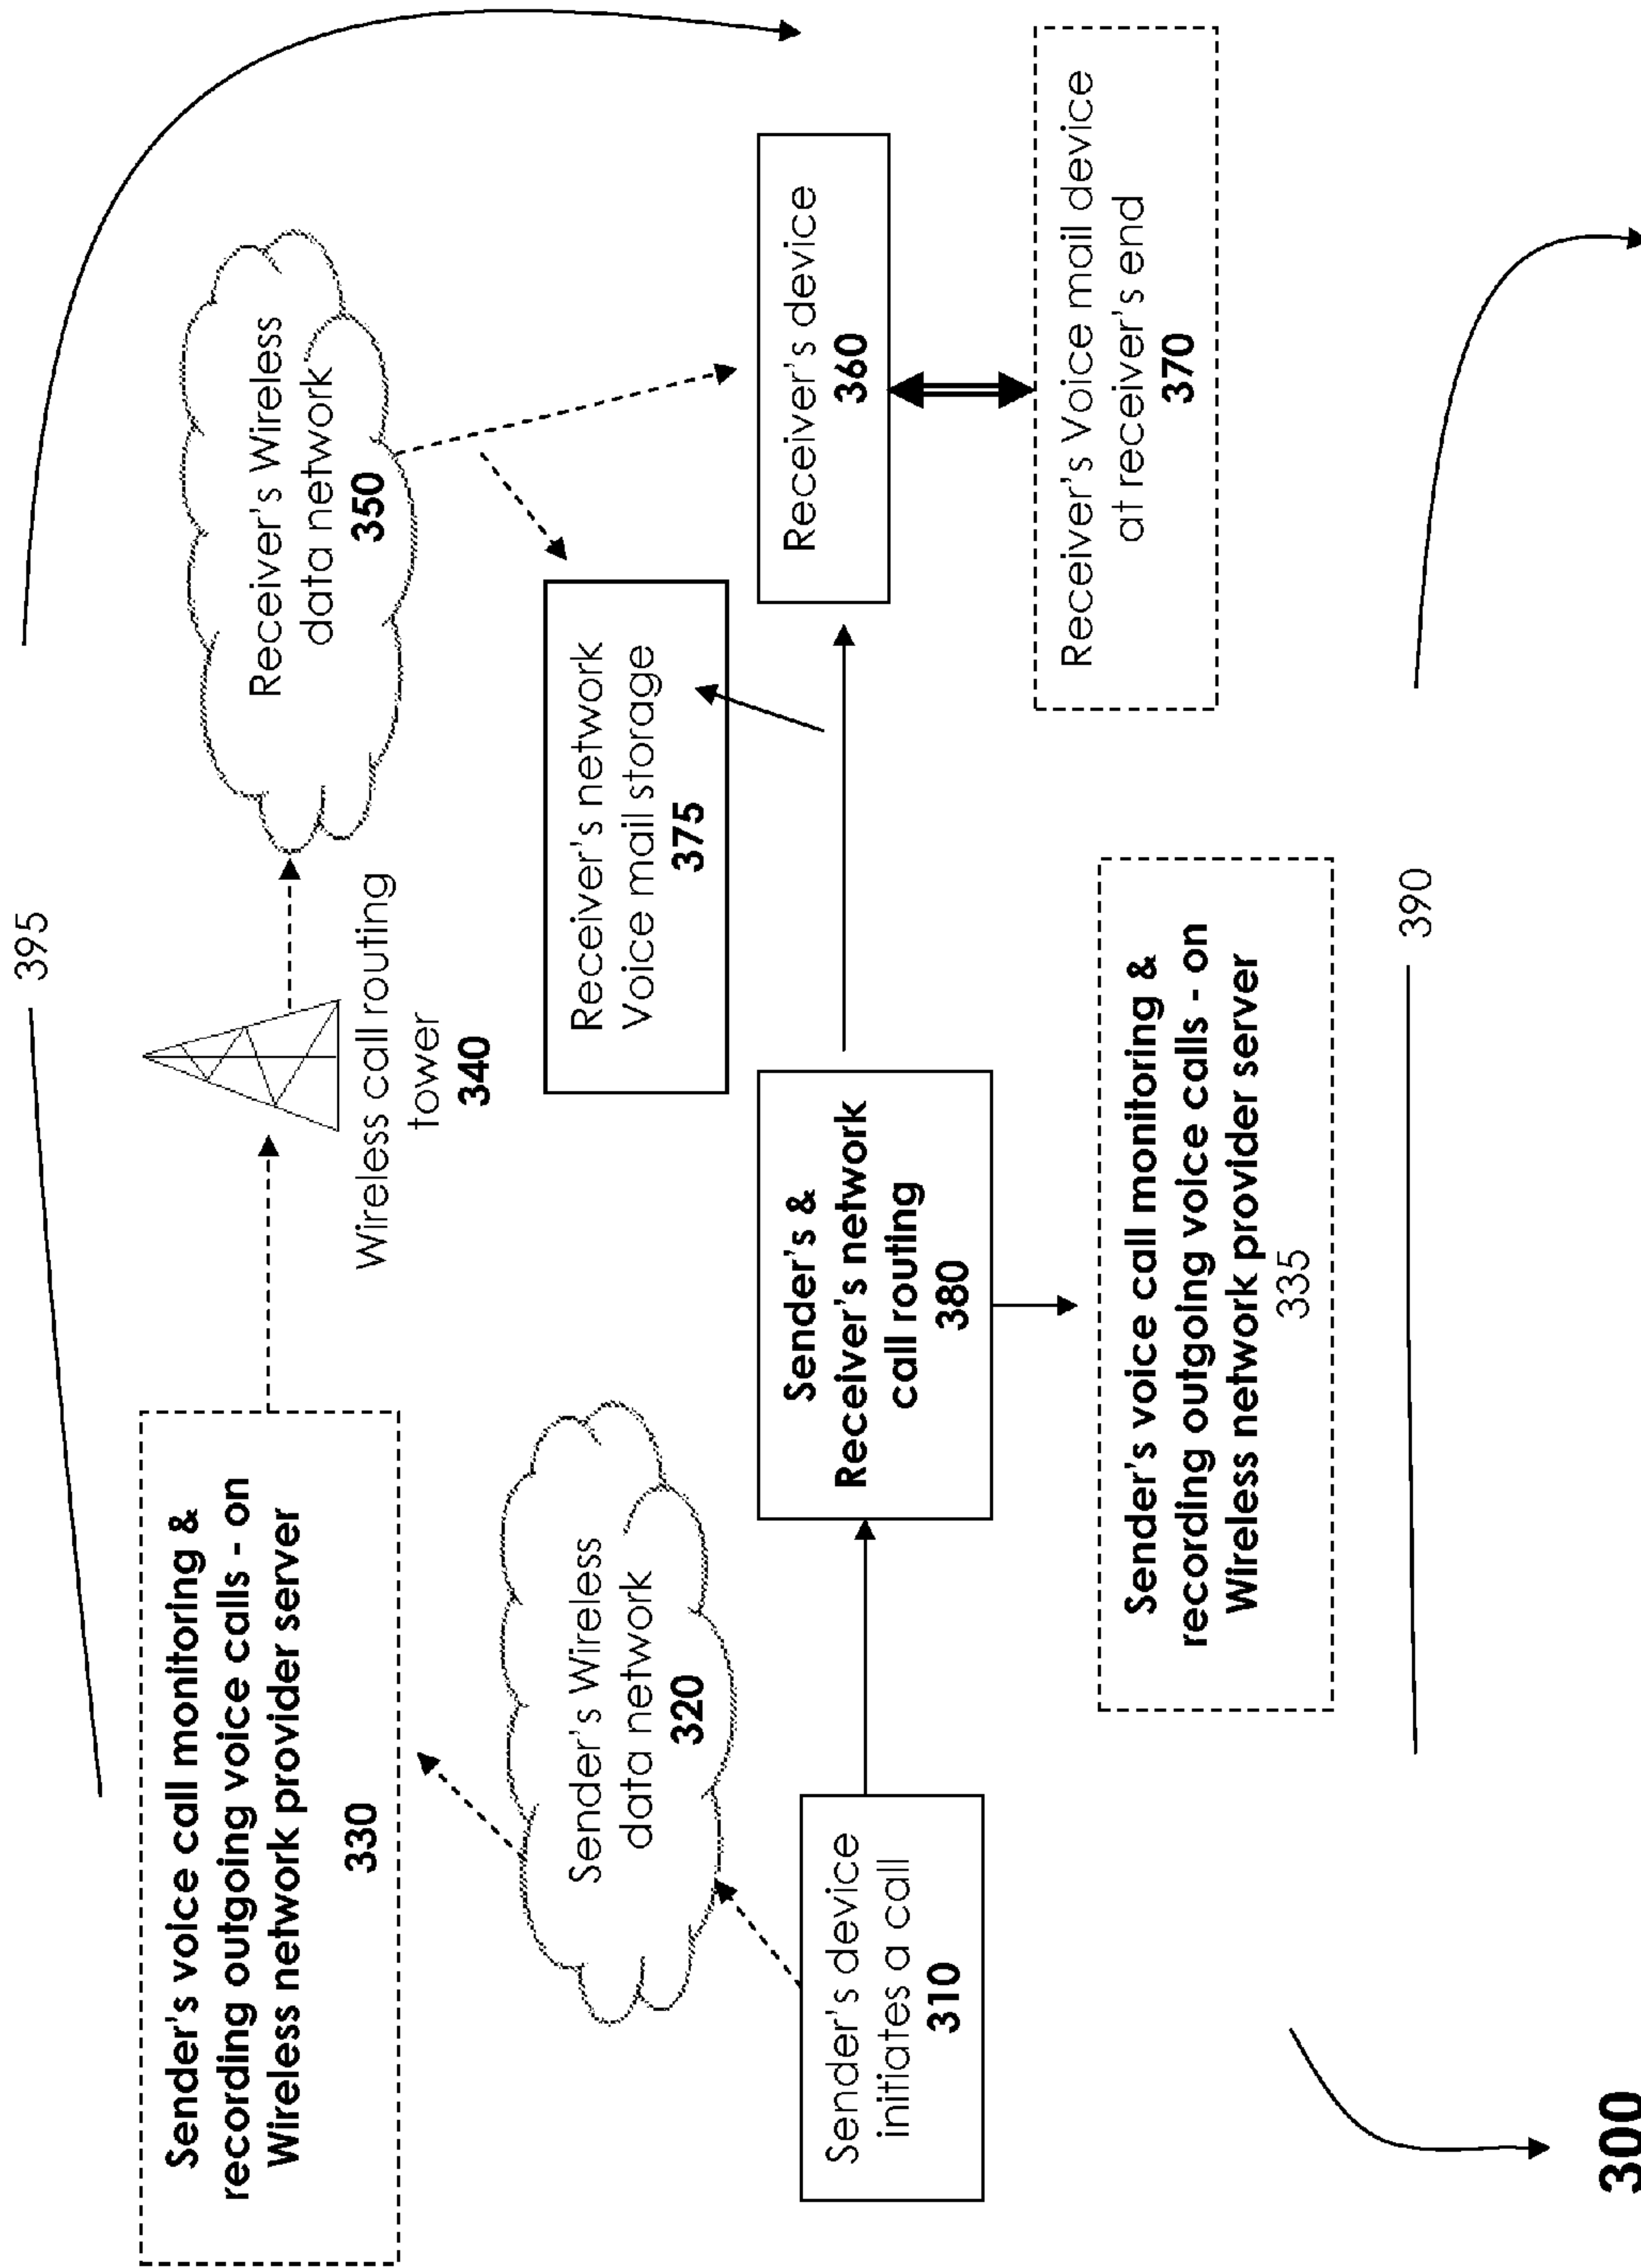 395
Sender's voice call monitoring &
recording outgoing voice calls - on
Wireless network provider server
330
Wireless call routing
tower
340
Receiver's Wireless
data network
350
Sender's Wireless
data network
320
Receiver's network
Voice mail storage
375
Sender's device
initiates a call
310
Sender's &
Receiver's network
call routing
380
Receiver's device
360
Sender's voice call monitoring &
recording outgoing voice calls - on
Wireless network provider server
335
Receiver's Voice mail device
at receiver's end
370
390
300